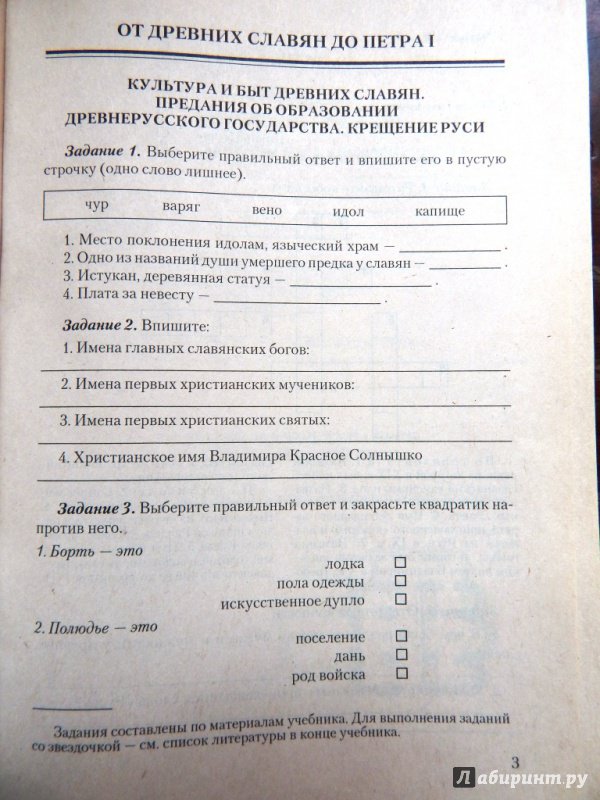 ОТ ДРЕВНИХ СЛАВЯН ДО ПЕТРА I
КУЛЬТУРА И БЫТ ДРЕВНИХ СЛАВЯН.
ПРЕДАНИЯ ОБ ОБРАЗОВАНИИ
ДРЕВНЕРУССКОГО ГОСУДАРСТВА. КРЕЩЕНИЕ РУСИ
Задание 1. Выберите правильный ответ и впишите его в пустую
строчку (одно слово лишнее).
чур варяг вено идол капище
1. Место поклонения идолам, языческий храм — ____________ .
2. Одно из названий души умершего предка у славян — ________ .
3. Истукан, деревянная статуя — ________________ .
4. Плата за невесту — ____________________ .
Задание 2. Впишите:
1. Имена главных славянских богов:
2. Имена первых христианских мучеников:
3. Имена первых христианских святых:
4. Христианское имя Владимира Красное Солнышко
Задание 3. Выберите правильный ответ и закрасьте квадратик на-
против него.
1. Борть — это
лодка □
пола одежды □
искусственное дупло □
2. Полюдье — это
поселение □
дань □
род войска □
Задания составлены по материалам учебника. Для выполнения заданий
со звездочкой — см. список литературы в конце учебника.
3
Лабиринт.ру